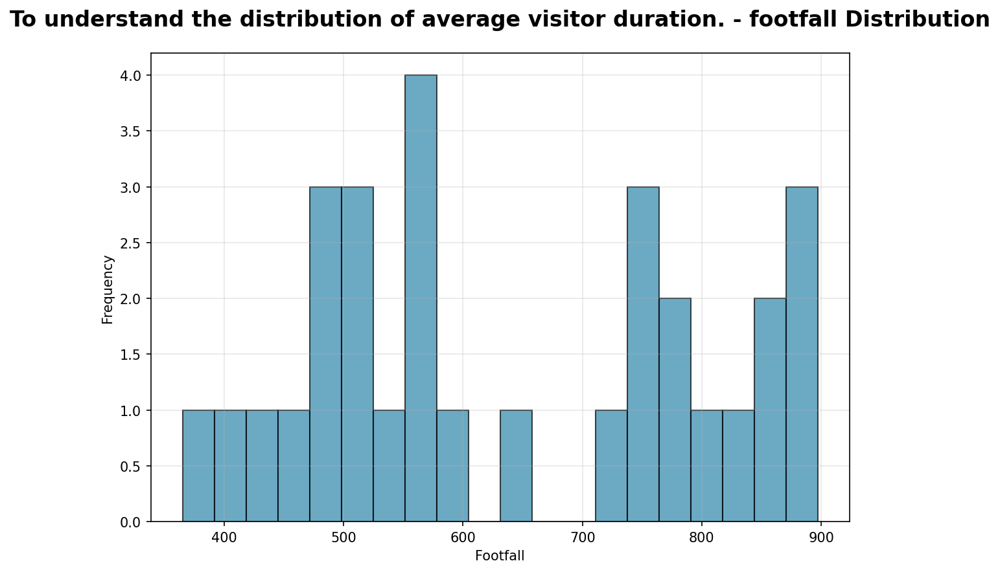 To understand the distribution of average visitor duration. - footfall Distribution
4.0
3.5
3.0
2.5
2.0
1.5
1.0
0.5
0.0
Frequency
400 500 600 700 800 900
Footfall